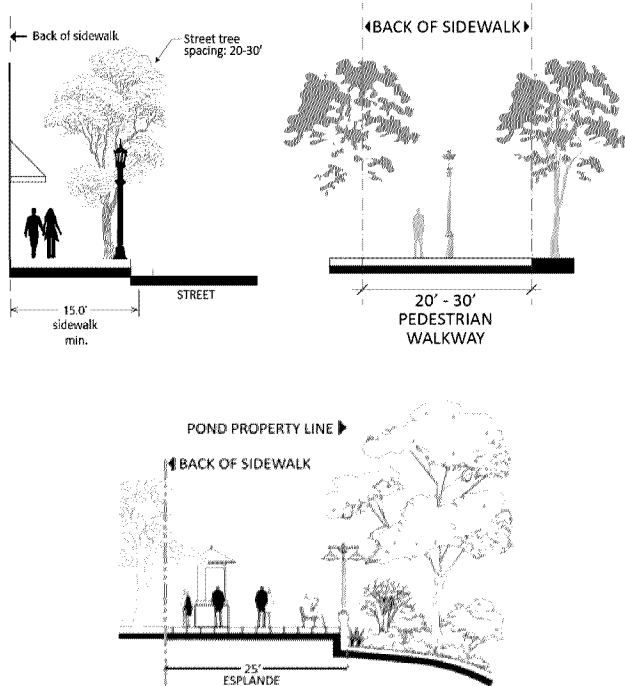 Back of sidewalk
Street tree
spacing: 20-30'
STREET
15.0'
sidewalk
min.
BACK OF SIDEWALK
20' - 30'
PEDESTRIAN
WALKWAY
POND PROPERTY LINE
BACK OF SIDEWALK
25'
ESPLANDE